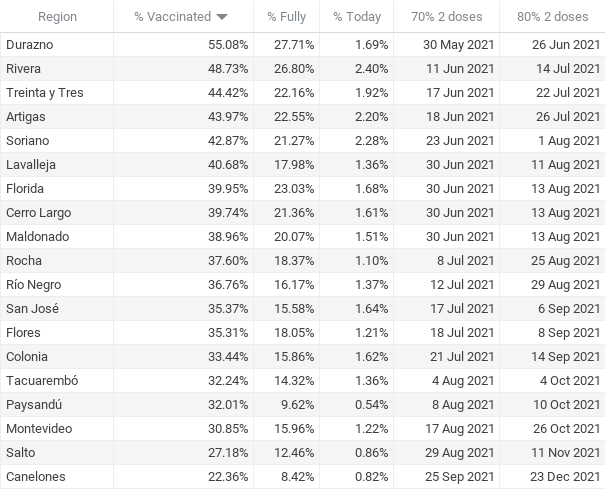 Region % Vaccinated % Fully % Today 70% 2 doses 80% 2 doses
Durazno 55.08% 27.71% 1.69% 30 May 2021 26 Jun 2021
Rivera 48.73% 26.80% 2.40% 11 Jun 2021 14 Jul 2021
Treinta y Tres 44.42% 22.16% 1.92% 17 Jun 2021 22 Jul 2021
Artigas 43.97% 22.55% 2.20% 18 Jun 2021 26 Jul 2021
Soriano 42.87% 21.27% 2.28% 23 Jun 2021 1 Aug 2021
Lavalleja 40.68% 17.98% 1.36% 30 Jun 2021 11 Aug 2021
Florida 39.95% 23.03% 1.68% 30 Jun 2021 13 Aug 2021
Cerro Largo 39.74% 21.36% 1.61% 30 Jun 2021 13 Aug 2021
Maldonado 38.96% 20.07% 1.51% 30 Jun 2021 13 Aug 2021
Rocha 37.60% 18.37% 1.10% 8 Jul 2021 25 Aug 2021
Río Negro 36.76% 16.17% 1.37% 12 Jul 2021 29 Aug 2021
San José 35.37% 15.58% 1.64% 17 Jul 2021 6 Sep 2021
Flores 35.31% 18.05% 1.21% 18 Jul 2021 8 Sep 2021
Colonia 33.44% 15.86% 1.62% 21 Jul 2021 14 Sep 2021
Tacuarembó 32.24% 14.32% 1.36% 4 Aug 2021 4 Oct 2021
Paysandú 32.01% 9.62% 0.54% 8 Aug 2021 10 Oct 2021
Montevideo 30.85% 15.96% 1.22% 17 Aug 2021 26 Oct 2021
Salto 27.18% 12.46% 0.86% 29 Aug 2021 11 Nov 2021
Canelones 22.36% 8.42% 0.82% 25 Sep 2021 23 Dec 2021